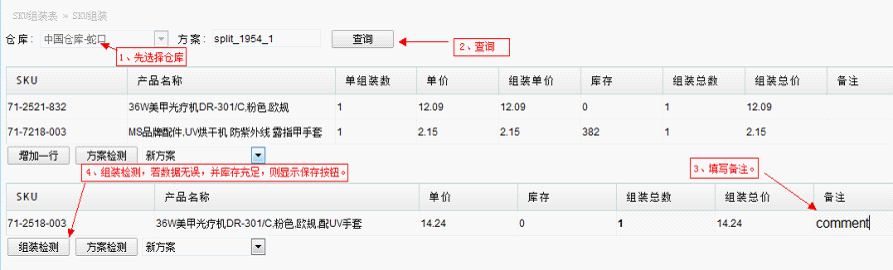 SKU组装表 » SKU组装
仓库： 中国仓库-蛇口 方案： split_1954_1 查询
1、先选择仓库
2、查询
SKU 产品名称 单组装数 单价 组装单价 库存 组装总数 组装总价 备注
71-2521-832 36W美甲光疗机,DR-301/C,粉色,欧规 1 12.09 12.09 0 1 12.09
71-7218-003 MS品牌配件,UV烘干机 防紫外线 露指甲手套 1 2.15 2.15 382 1 2.15
增加一行 方案检测 新方案
4、组装检测，若数据无误，并库存充足，则显示保存按钮。
3、填写备注。
SKU 产品名称 单价 库存 组装总数 组装总价 备注
71-2518-003 36W美甲光疗机,DR-301/C,粉色,欧规,配UV手套 14.24 0 1 14.24 comment
组装检测 方案检测 新方案